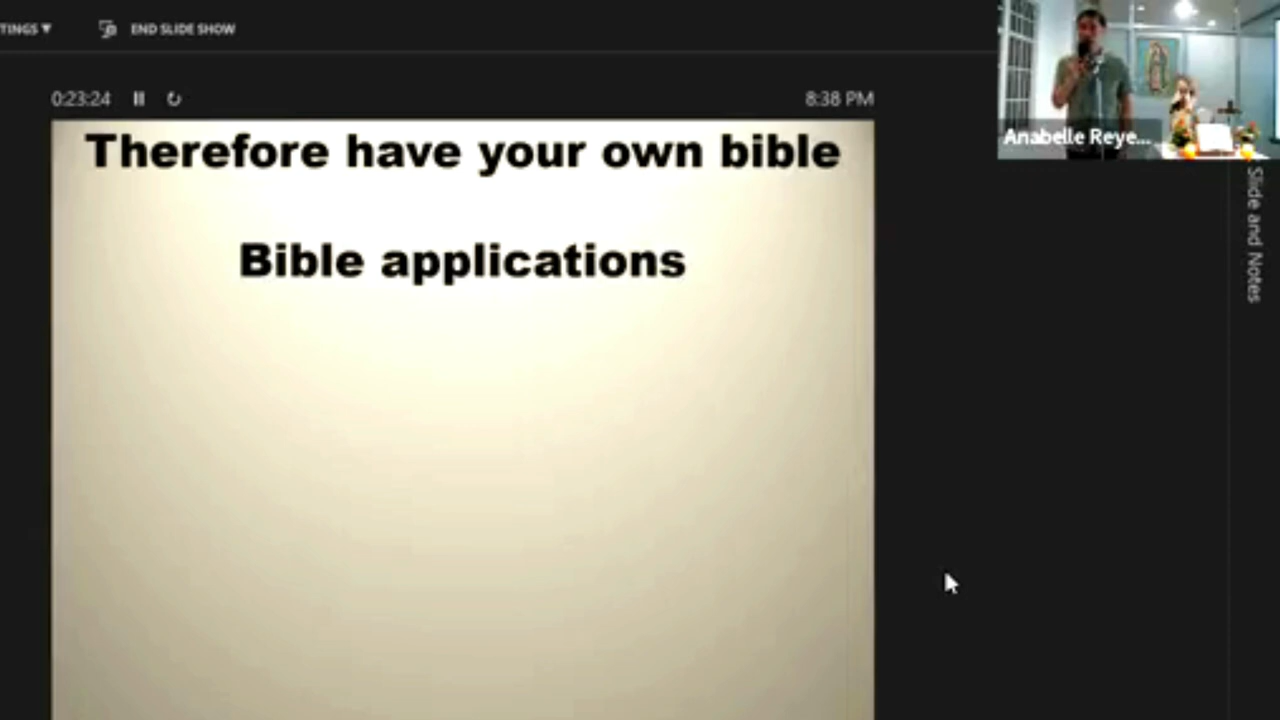 TINGS ▼ END SLIDE SHOW
0:23:24 8:38 PM
Therefore have your own bible
Bible applications
Anabelle Reye...
Slide and Notes